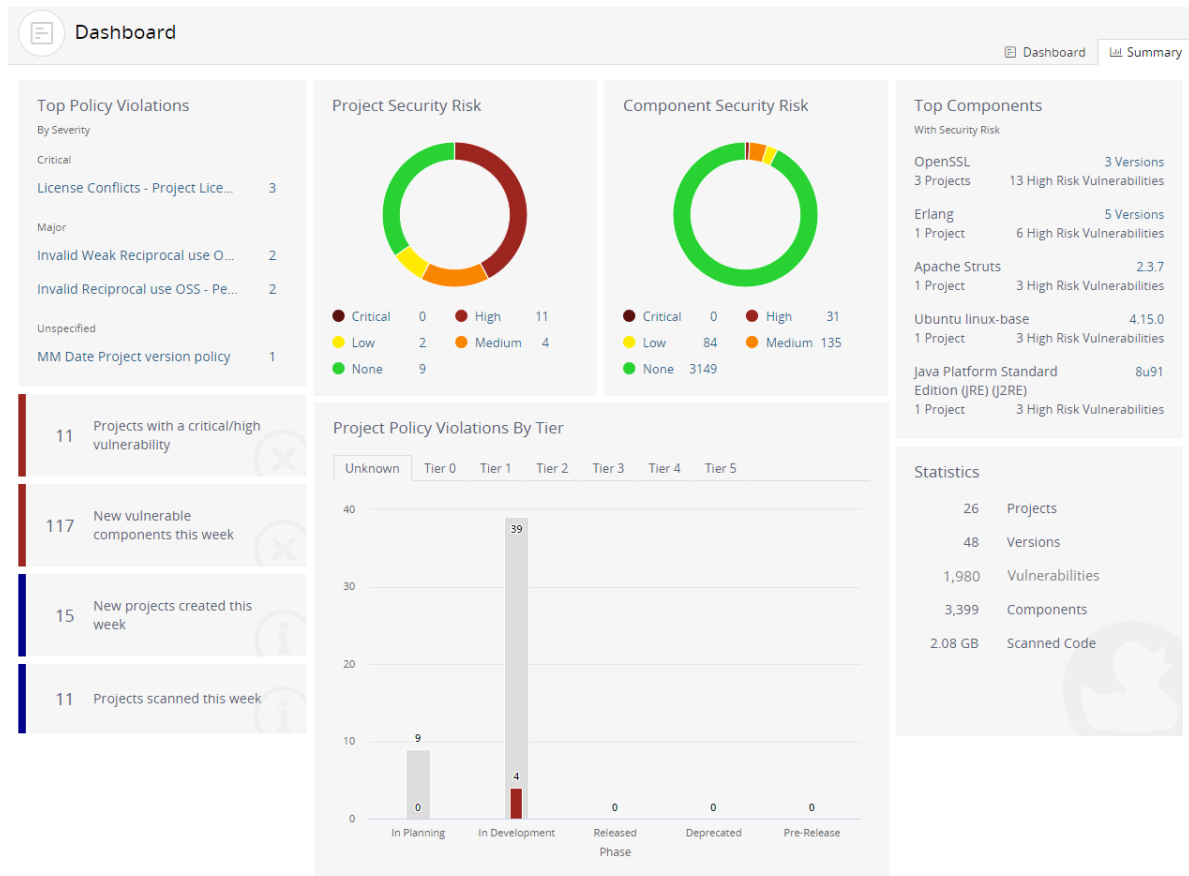 Dashboard
Dashboard
Summary
Top Policy Violations
By Severity
Critical
License Conflicts - Project Lice... 3
Major
Invalid Weak Reciprocal use O... 2
Invalid Reciprocal use OSS - Pe... 2
Unspecified
MM Date Project version policy 1
11 Projects with a critical/high
vulnerability
117 New vulnerable
components this week
15 New projects created this
week
11 Projects scanned this week
Project Security Risk
Critical 0 High 11
Low 2 Medium 4
None 9
Component Security Risk
Critical 0 High 31
Low 84 Medium 135
None 3149
Project Policy Violations By Tier
Unknown Tier 0 Tier 1 Tier 2 Tier 3 Tier 4 Tier 5
40
39
30
20
10
9
4
0 0 0 0 0
In Planning In Development Released Deprecated Pre-Release
Phase
Top Components
With Security Risk
OpenSSL 3 Versions
3 Projects 13 High Risk Vulnerabilities
Erlang 5 Versions
1 Project 6 High Risk Vulnerabilities
Apache Struts 2.3.7
1 Project 3 High Risk Vulnerabilities
Ubuntu linux-base 4.15.0
1 Project 3 High Risk Vulnerabilities
Java Platform Standard 8u91
Edition (JRE) (J2RE)
1 Project 3 High Risk Vulnerabilities
Statistics
26 Projects
48 Versions
1,980 Vulnerabilities
3,399 Components
2.08 GB Scanned Code